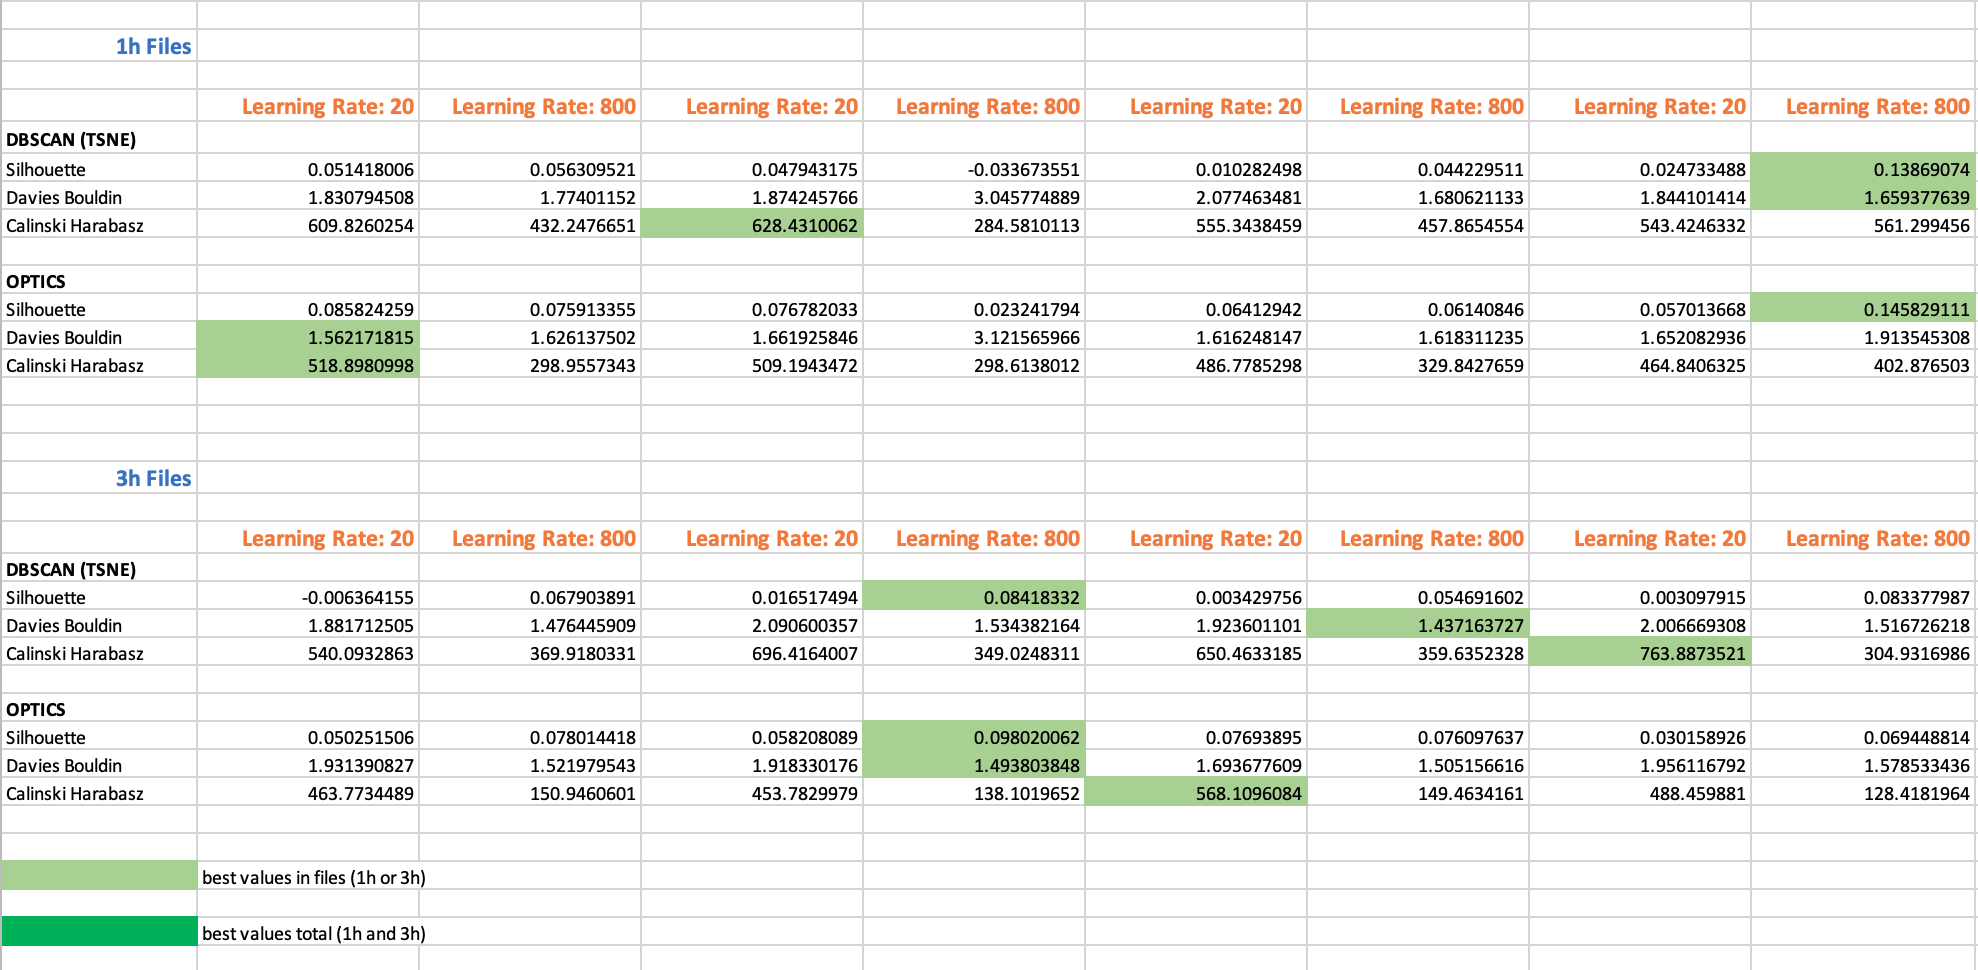 1h Files
Learning Rate: 20 Learning Rate: 800 Learning Rate: 20 Learning Rate: 800 Learning Rate: 20 Learning Rate: 800 Learning Rate: 20 Learning Rate: 800
DBSCAN (TSNE)
Silhouette 0.051418006 0.056309521 0.047943175 -0.033673551 0.010282498 0.044229511 0.024733488 0.13869074
Davies Bouldin 1.830794508 1.77401152 1.874245766 3.045774889 2.077463481 1.680621133 1.844101414 1.659377639
Calinski Harabasz 609.8260254 432.2476651 628.4310062 284.5810113 555.3438459 457.8654554 543.4246332 561.299456
OPTICS
Silhouette 0.085824259 0.075913355 0.076782033 0.023241794 0.06412942 0.06140846 0.057013668 0.145829111
Davies Bouldin 1.562171815 1.626137502 1.661925846 3.121565966 1.616248147 1.618311235 1.652082936 1.913545308
Calinski Harabasz 518.8980998 298.9557343 509.1943472 298.6138012 486.7785298 329.8427659 464.8406325 402.876503
3h Files
Learning Rate: 20 Learning Rate: 800 Learning Rate: 20 Learning Rate: 800 Learning Rate: 20 Learning Rate: 800 Learning Rate: 20 Learning Rate: 800
DBSCAN (TSNE)
Silhouette -0.006364155 0.067903891 0.016517494 0.08418332 0.003429756 0.054691602 0.003097915 0.083377987
Davies Bouldin 1.881712505 1.476445909 2.090600357 1.534382164 1.923601101 1.437163727 2.006669308 1.516726218
Calinski Harabasz 540.0932863 369.9180331 696.4164007 349.0248311 650.4633185 359.6352328 763.8873521 304.9316986
OPTICS
Silhouette 0.050251506 0.078014418 0.058208089 0.098020062 0.07693895 0.076097637 0.030158926 0.069448814
Davies Bouldin 1.931390827 1.521979543 1.918330176 1.493803848 1.693677609 1.505156616 1.956116792 1.578533436
Calinski Harabasz 463.7734489 150.9460601 453.7829979 138.1019652 568.1096084 149.4634161 488.459881 128.4181964
best values in files (1h or 3h)
best values total (1h and 3h)